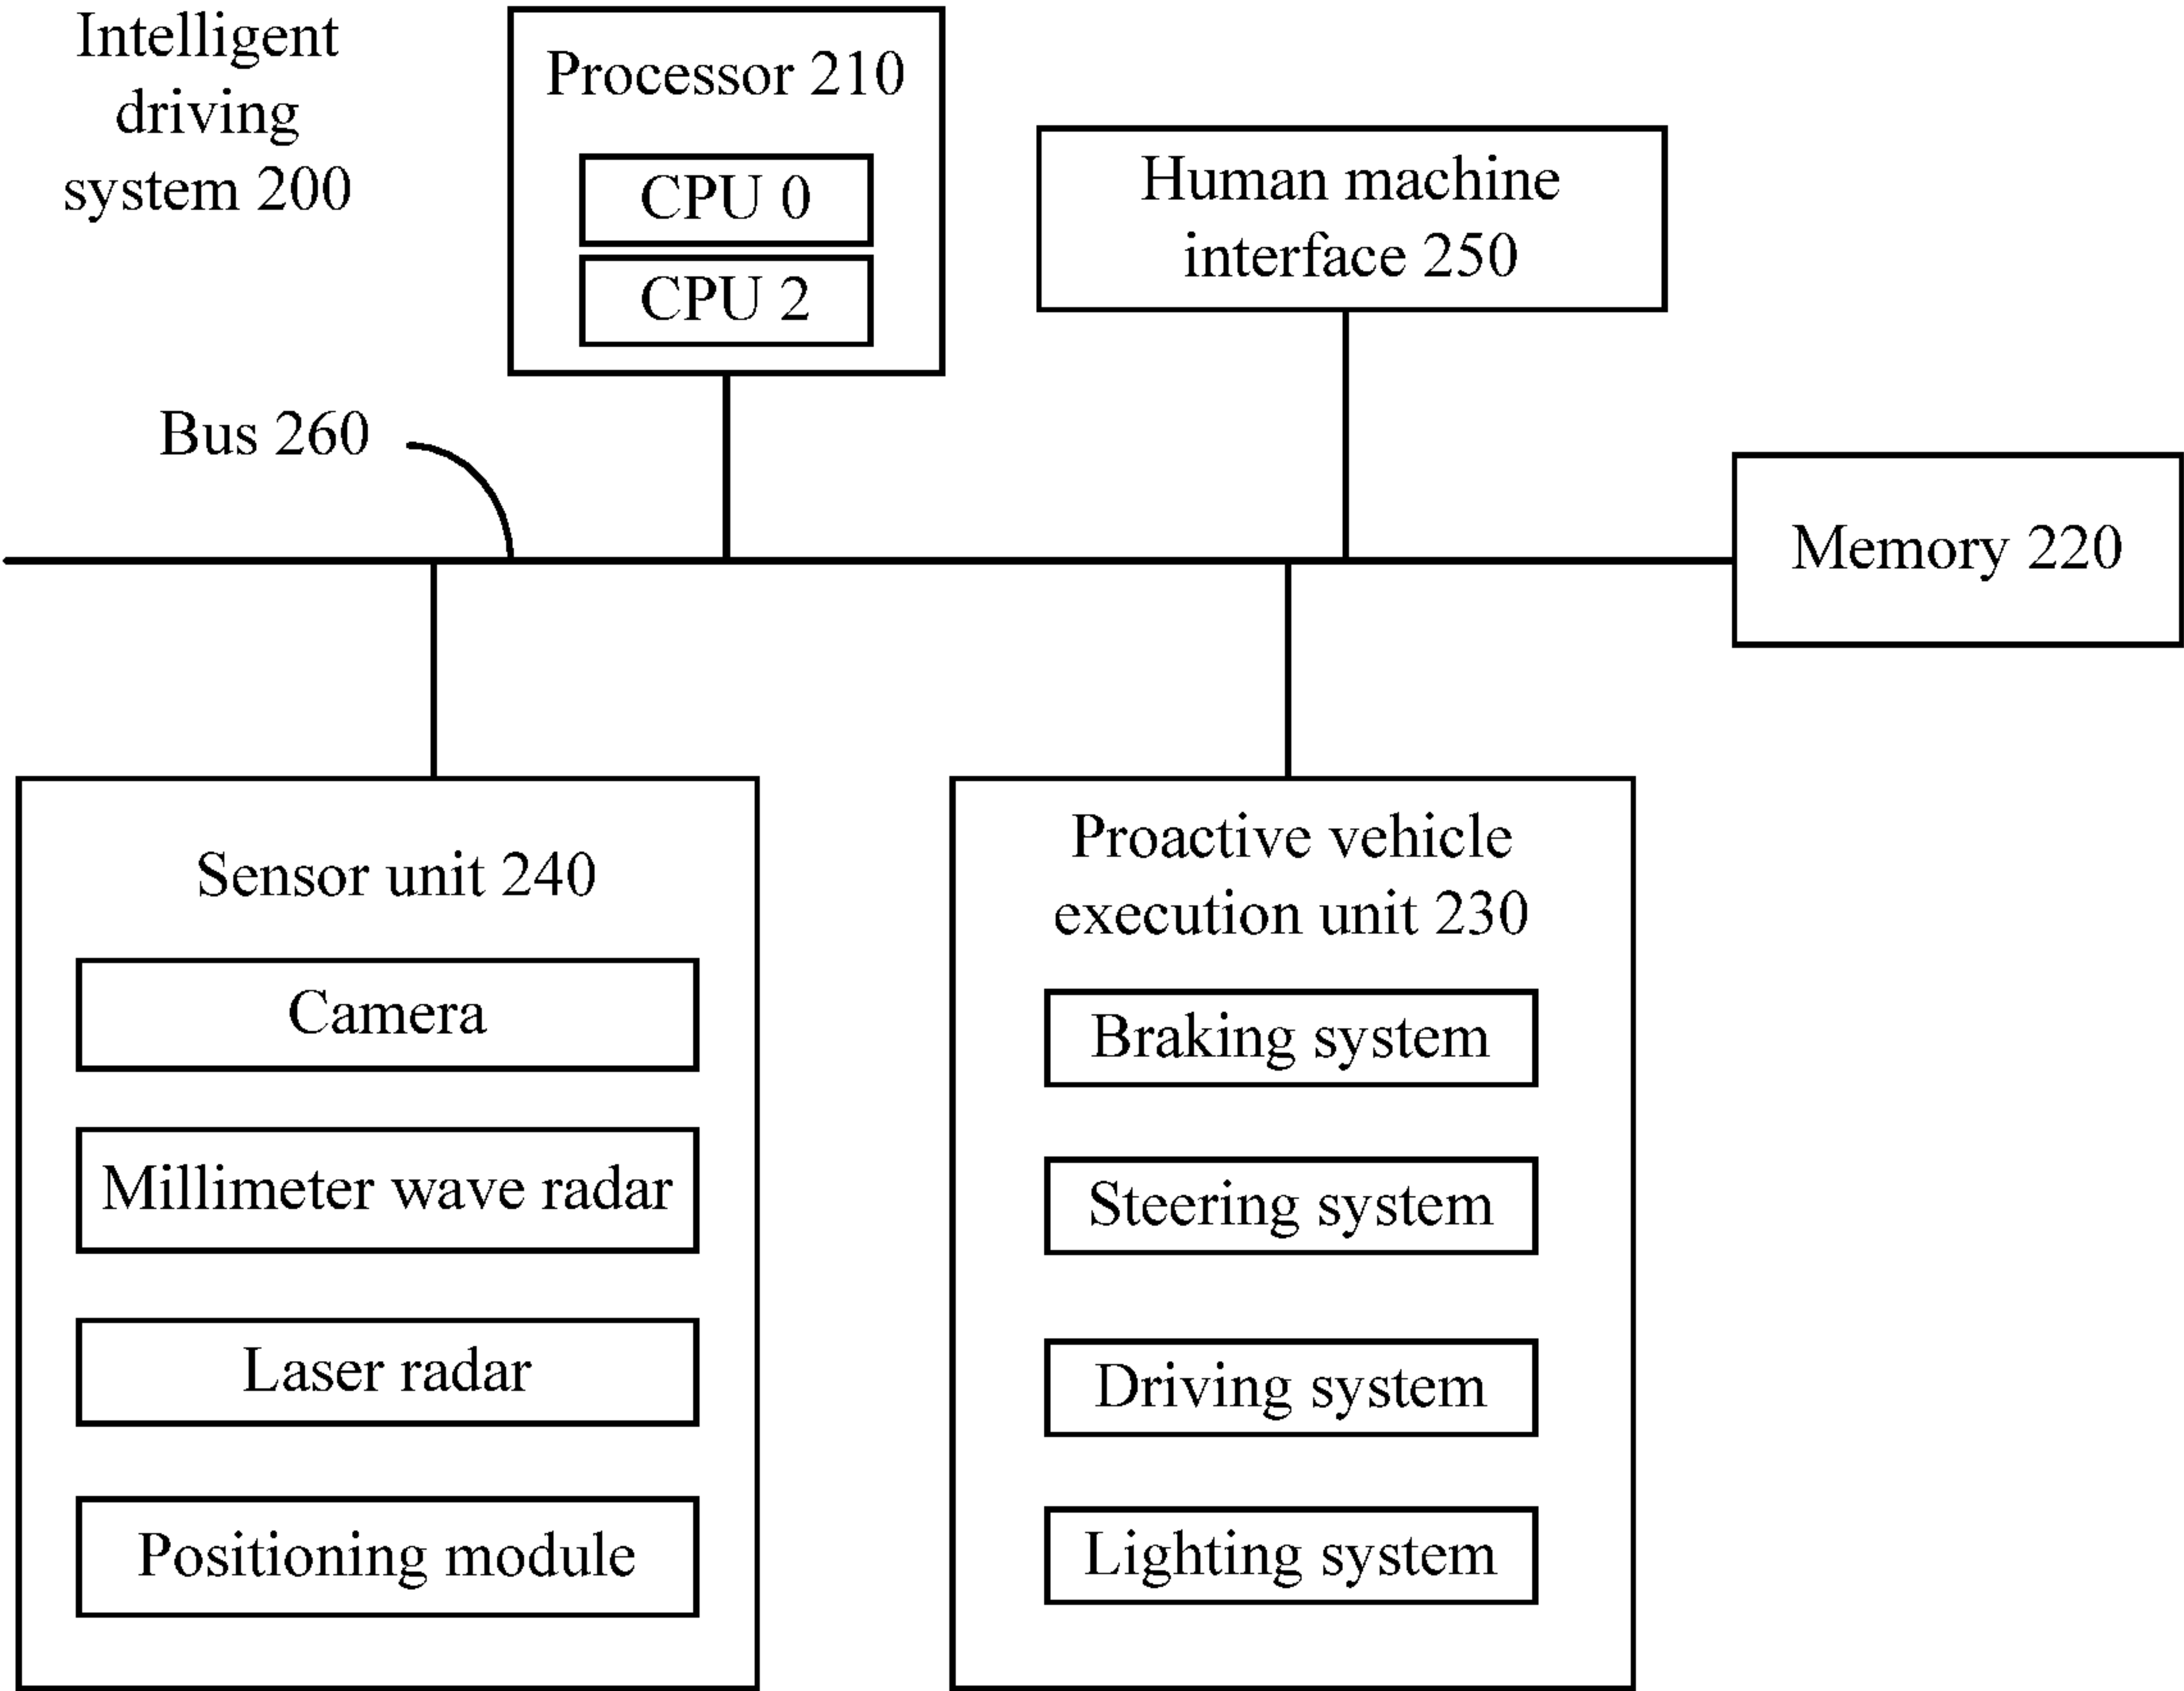 Intelligent
driving
system 200
Processor 210
CPU 0
CPU 2
Human machine
interface 250
Bus 260
Memory 220
Sensor unit 240
Camera
Millimeter wave radar
Laser radar
Positioning module
Proactive vehicle
execution unit 230
Braking system
Steering system
Driving system
Lighting system